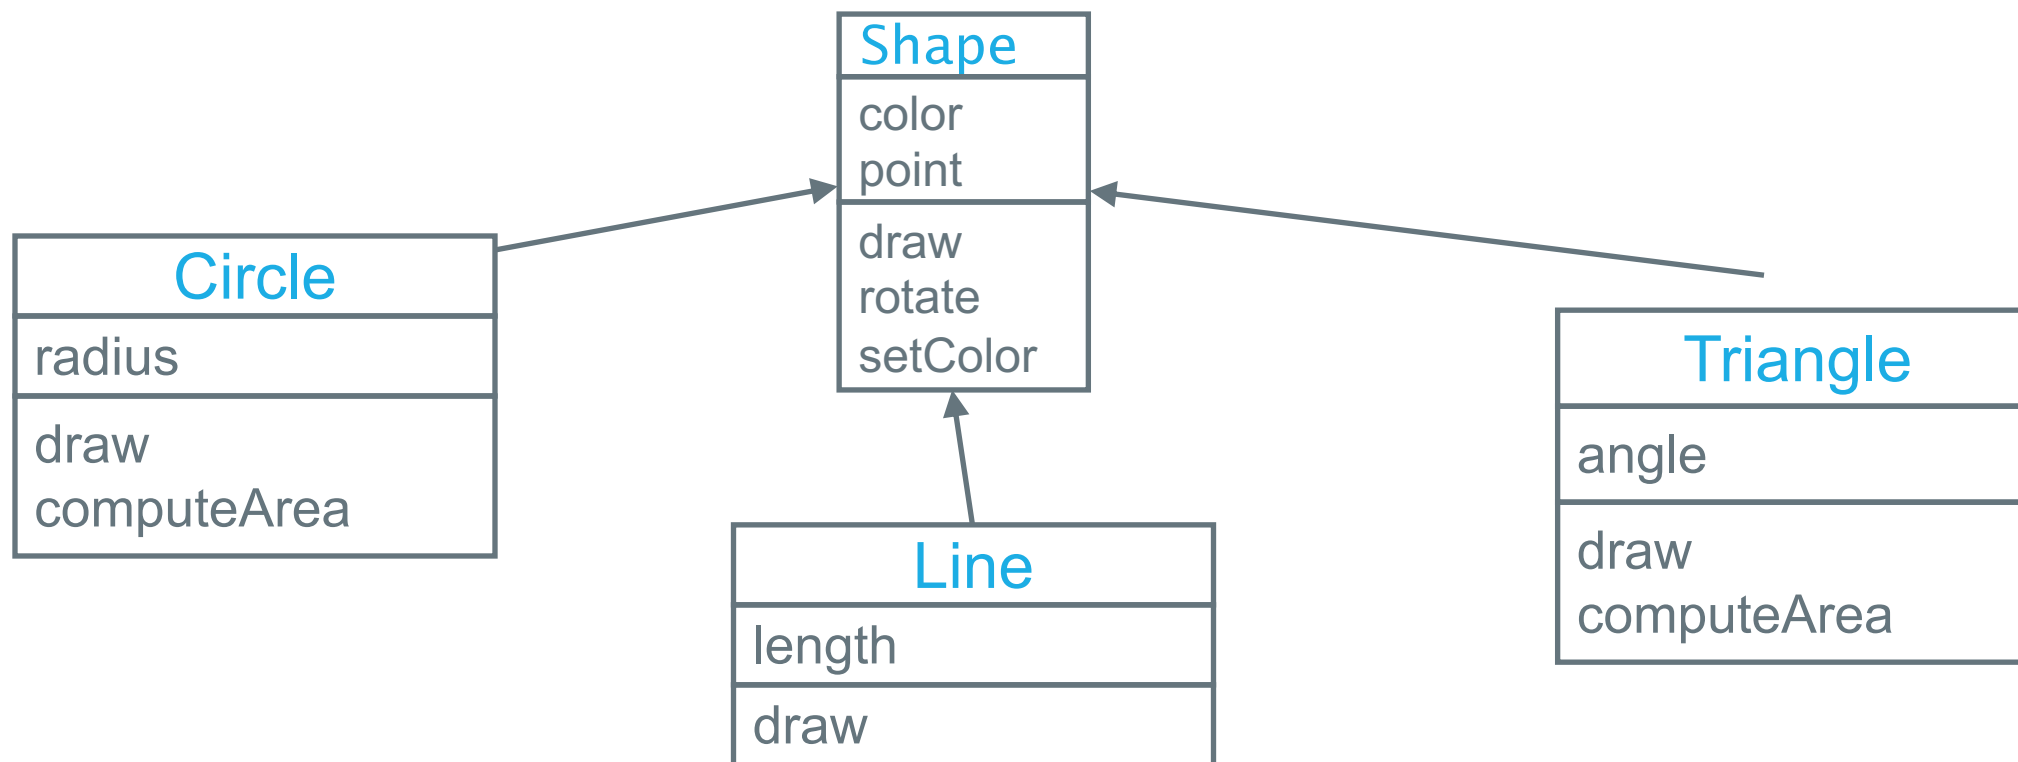 Shape
color
point
draw
rotate
setColor
Circle
radius
draw
computeArea
Line
length
draw
Triangle
angle
draw
computeArea